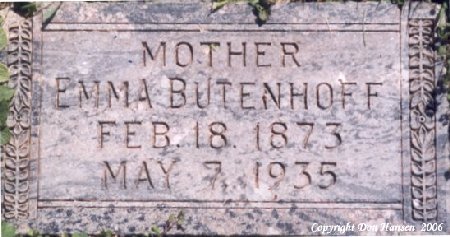 MOTHER
EMMA BUTENHOFF
FEB. 18. 1873
MAY 7, 1935
Copyright Don Hansen 2006